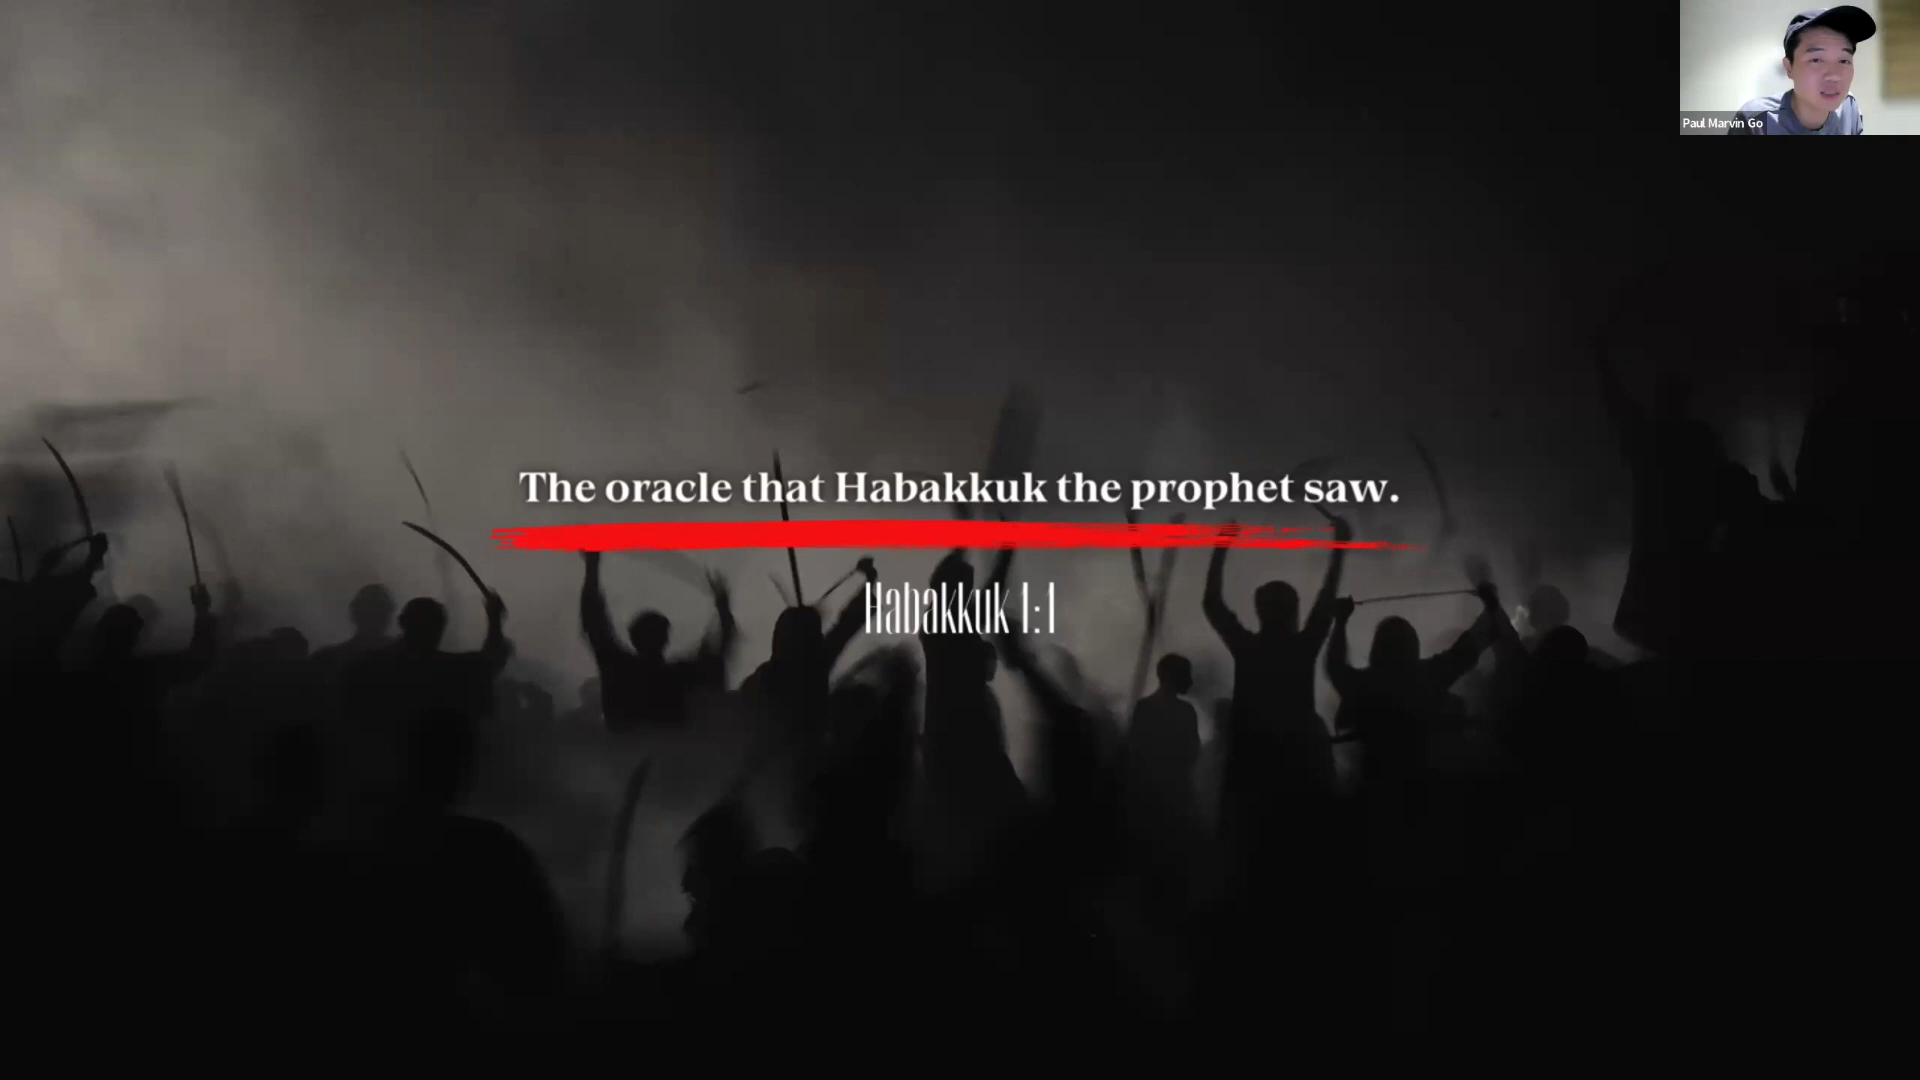 Paul Marvin Go
The oracle that Habakkuk the prophet saw.
Habakkuk 1:1